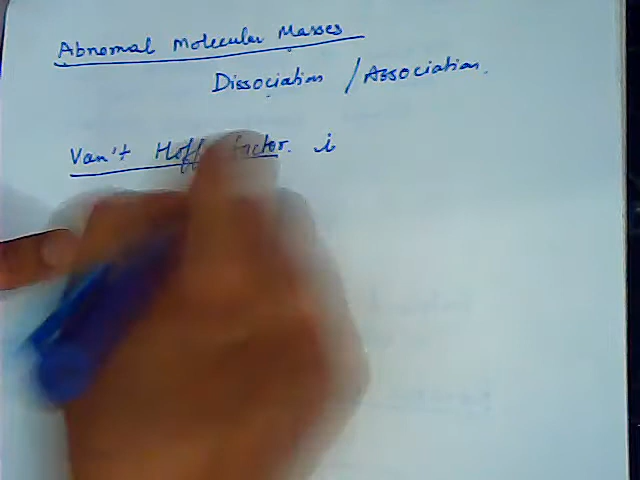 Abnormal Molecular Masses
Dissociation / Association.
Van't Hoff factor. i